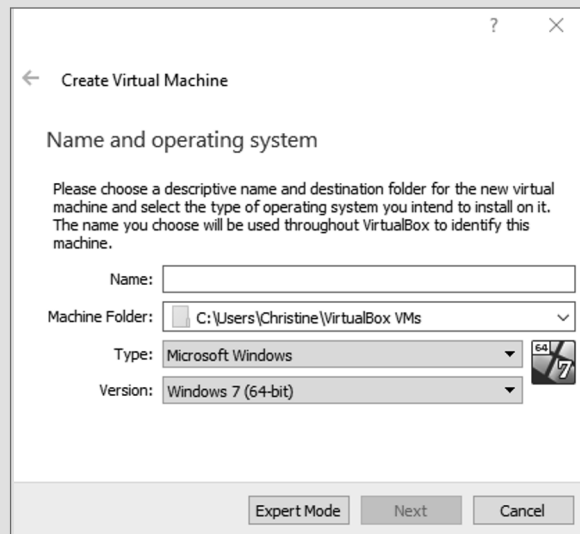 ?
Create Virtual Machine
Name and operating system
Please choose a descriptive name and destination folder for the new virtual
machine and select the type of operating system you intend to install on it.
The name you choose will be used throughout VirtualBox to identify this
machine.
Name:
Machine Folder: C:\Users\Christine\VirtualBox VMs
Type: Microsoft Windows
64
7
Version: Windows 7 (64-bit)
Expert Mode Next Cancel